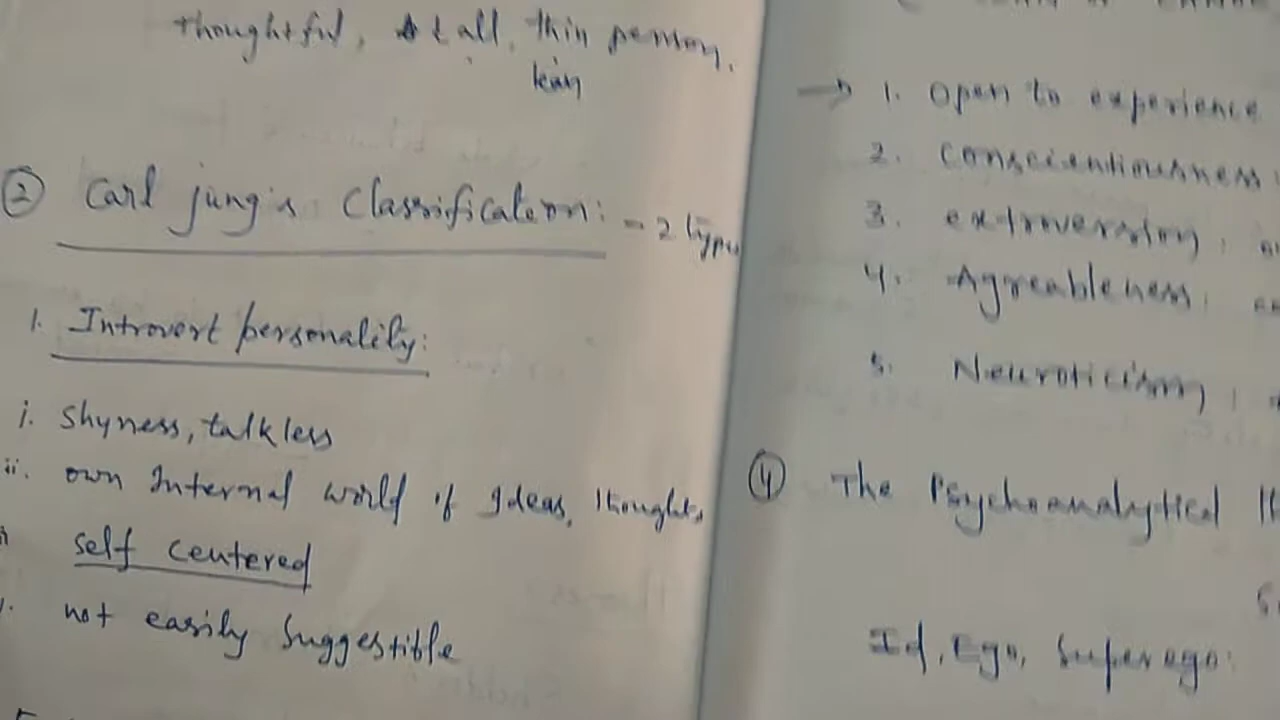 thoughtful, tall, thin person.
lean
② Carl jung's Classification: - 2 types
1. Introvert personality:
i. Shyness, talkless
ii. own Internal world of Ideas, thoughts
self centered
not easily Suggestible
→ 1. Open to experience
2. Conscientiousness
3. extroversion,
4. Agreableness,
5. Neuroticism,
④ The Psychoanalytical
Id, Ego, Superego